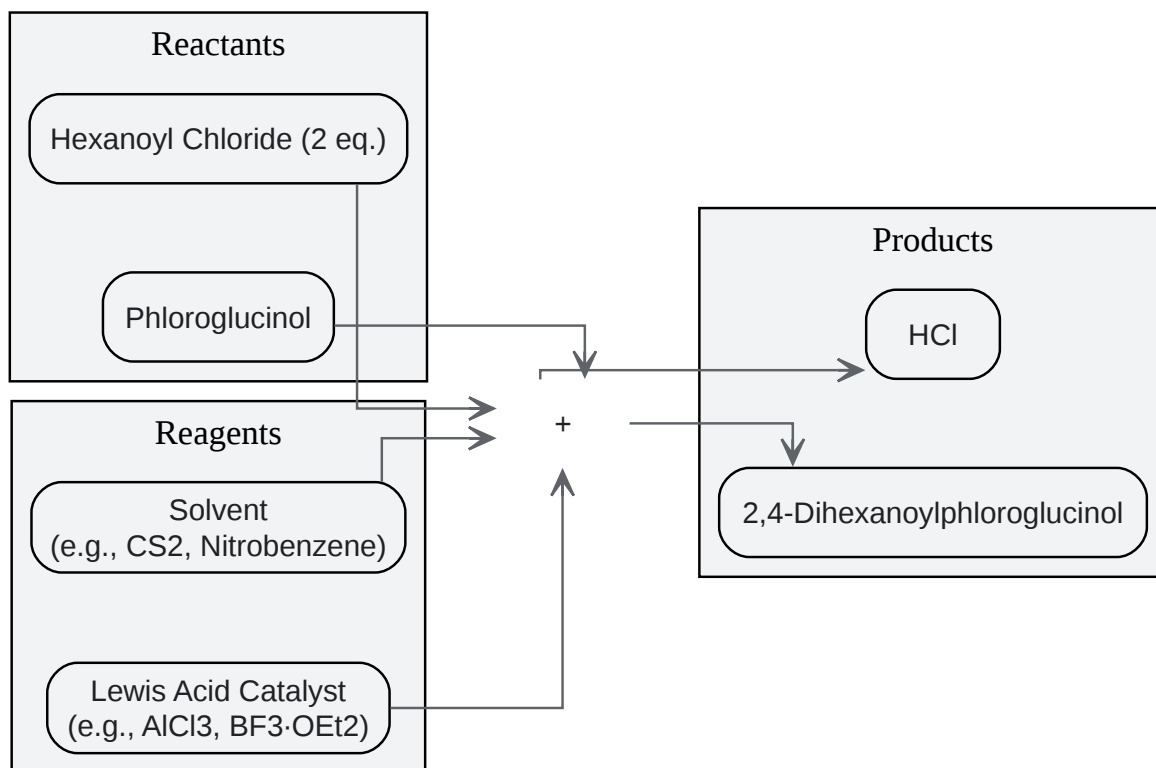 Reactants
Hexanoyl Chloride (2 eq.)
Phloroglucinol
Reagents
Solvent
(e.g., CS2, Nitrobenzene)
Lewis Acid Catalyst
(e.g., AlCl3, BF3·OEt2)
+
Products
HCl
2,4-Dihexanoylphloroglucinol